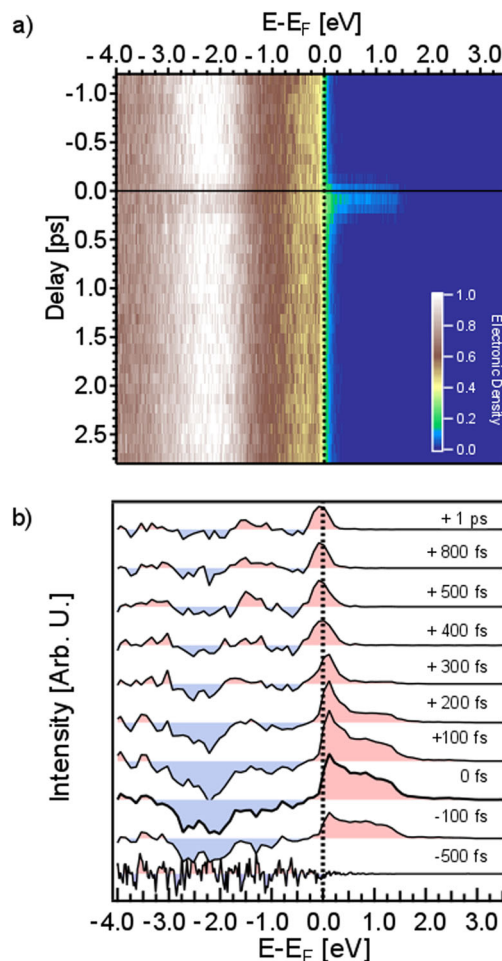 a)
E-E_F [eV]
-4.0 -3.0 -2.0 -1.0 0.0 1.0 2.0 3.0
Delay [ps]
-1.0
-0.5
0.0
0.5
1.0
1.5
2.0
2.5
1.0
0.8
0.6
0.4
0.2
0.0
Electronic Density
b)
Intensity [Arb. U.]
+ 1 ps
+ 800 fs
+ 500 fs
+ 400 fs
+ 300 fs
+ 200 fs
+100 fs
0 fs
-100 fs
-500 fs
-4.0 -3.0 -2.0 -1.0 0.0 1.0 2.0 3.0
E-E_F [eV]